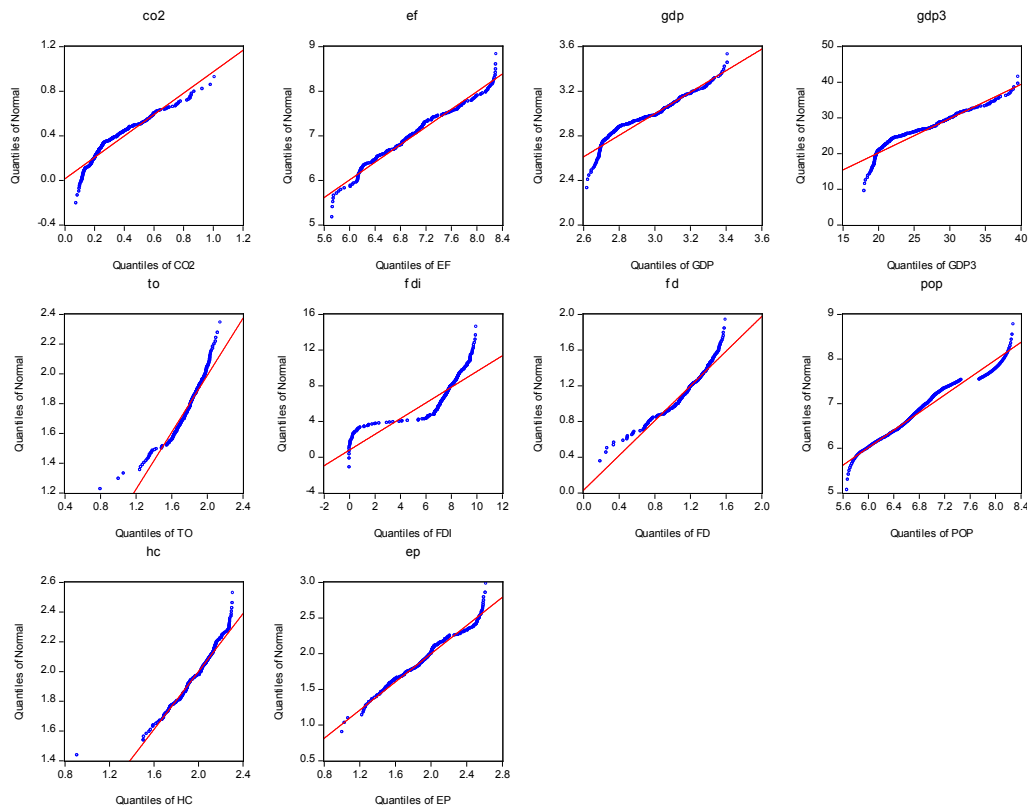 co2
1.2
0.8
0.4
0.0
-0.4
0.0 0.2 0.4 0.6 0.8 1.0 1.2
Quantiles of Normal
Quantiles of CO2
ef
9
8
7
6
5
5.6 6.0 6.4 6.8 7.2 7.6 8.0 8.4
Quantiles of Normal
Quantiles of EF
gdp
3.6
3.2
2.8
2.4
2.0
2.6 2.8 3.0 3.2 3.4 3.6
Quantiles of Normal
Quantiles of GDP
gdp3
50
40
30
20
10
0
15 20 25 30 35 40
Quantiles of Normal
Quantiles of GDP3
to
2.4
2.2
2.0
1.8
1.6
1.4
1.2
0.4 0.8 1.2 1.6 2.0 2.4
Quantiles of Normal
Quantiles of TO
fdi
16
12
8
4
0
-4
-2 0 2 4 6 8 10 12
Quantiles of Normal
Quantiles of FDI
fd
2.0
1.6
1.2
0.8
0.4
0.0
0.0 0.4 0.8 1.2 1.6 2.0
Quantiles of Normal
Quantiles of FD
pop
9
8
7
6
5
5.6 6.0 6.4 6.8 7.2 7.6 8.0 8.4
Quantiles of Normal
Quantiles of POP
hc
2.6
2.4
2.2
2.0
1.8
1.6
1.4
0.8 1.2 1.6 2.0 2.4
Quantiles of Normal
Quantiles of HC
ep
3.0
2.5
2.0
1.5
1.0
0.5
0.8 1.2 1.6 2.0 2.4 2.8
Quantiles of Normal
Quantiles of EP